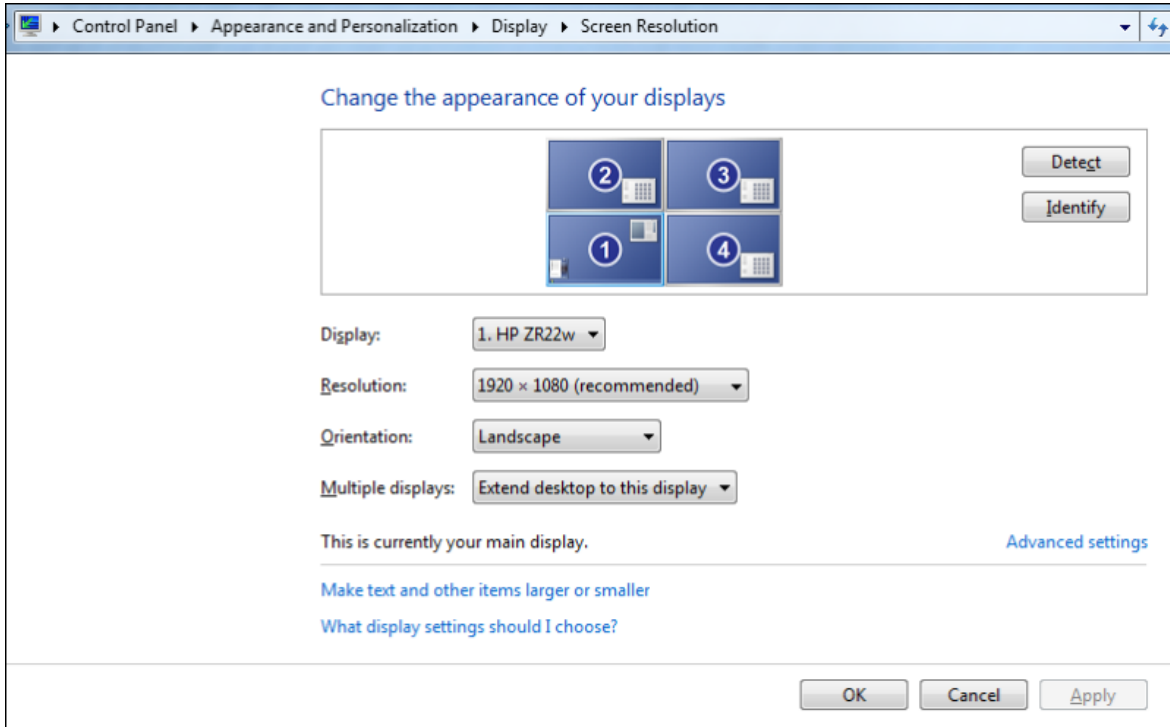 Control Panel ▸ Appearance and Personalization ▸ Display ▸ Screen Resolution
Change the appearance of your displays
2 3
Detect
Identify
1 4
Display: 1. HP ZR22w
Resolution: 1920 × 1080 (recommended)
Orientation: Landscape
Multiple displays: Extend desktop to this display
This is currently your main display. Advanced settings
Make text and other items larger or smaller
What display settings should I choose?
OK Cancel Apply